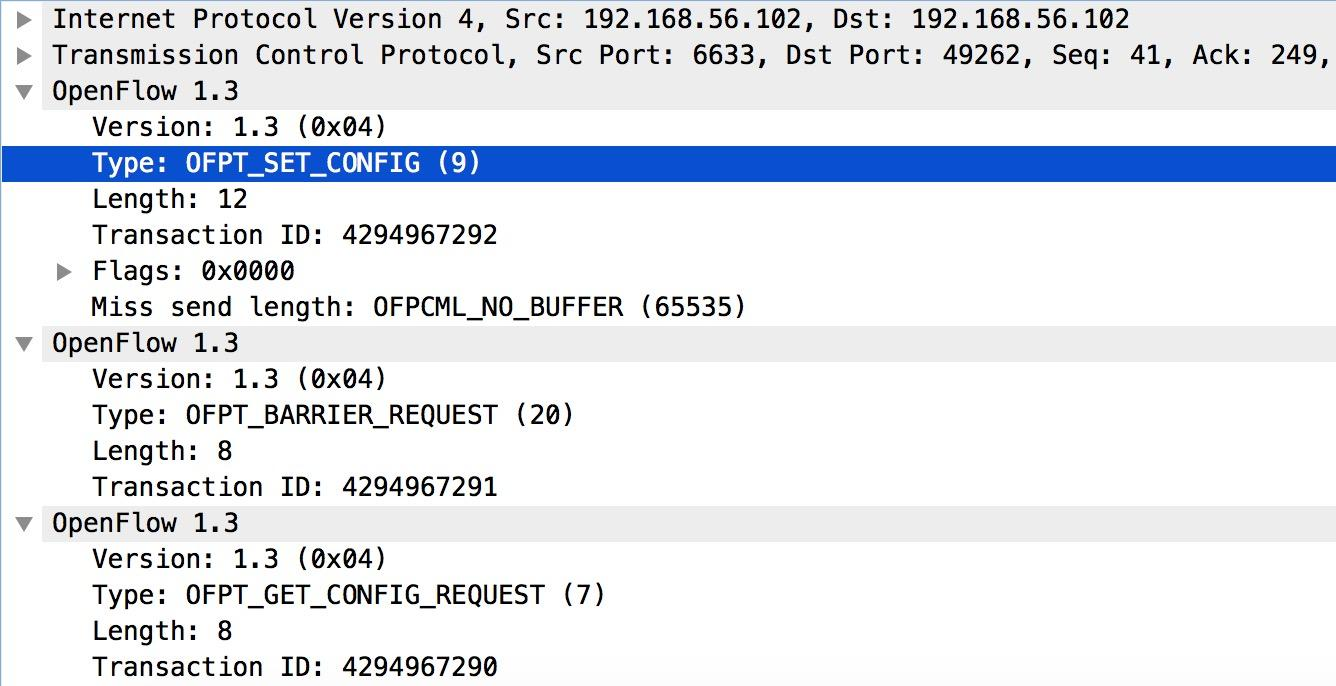 Internet Protocol Version 4, Src: 192.168.56.102, Dst: 192.168.56.102
Transmission Control Protocol, Src Port: 6633, Dst Port: 49262, Seq: 41, Ack: 249,
OpenFlow 1.3
Version: 1.3 (0x04)
Type: OFPT_SET_CONFIG (9)
Length: 12
Transaction ID: 4294967292
Flags: 0x0000
Miss send length: OFPCML_NO_BUFFER (65535)
OpenFlow 1.3
Version: 1.3 (0x04)
Type: OFPT_BARRIER_REQUEST (20)
Length: 8
Transaction ID: 4294967291
OpenFlow 1.3
Version: 1.3 (0x04)
Type: OFPT_GET_CONFIG_REQUEST (7)
Length: 8
Transaction ID: 4294967290